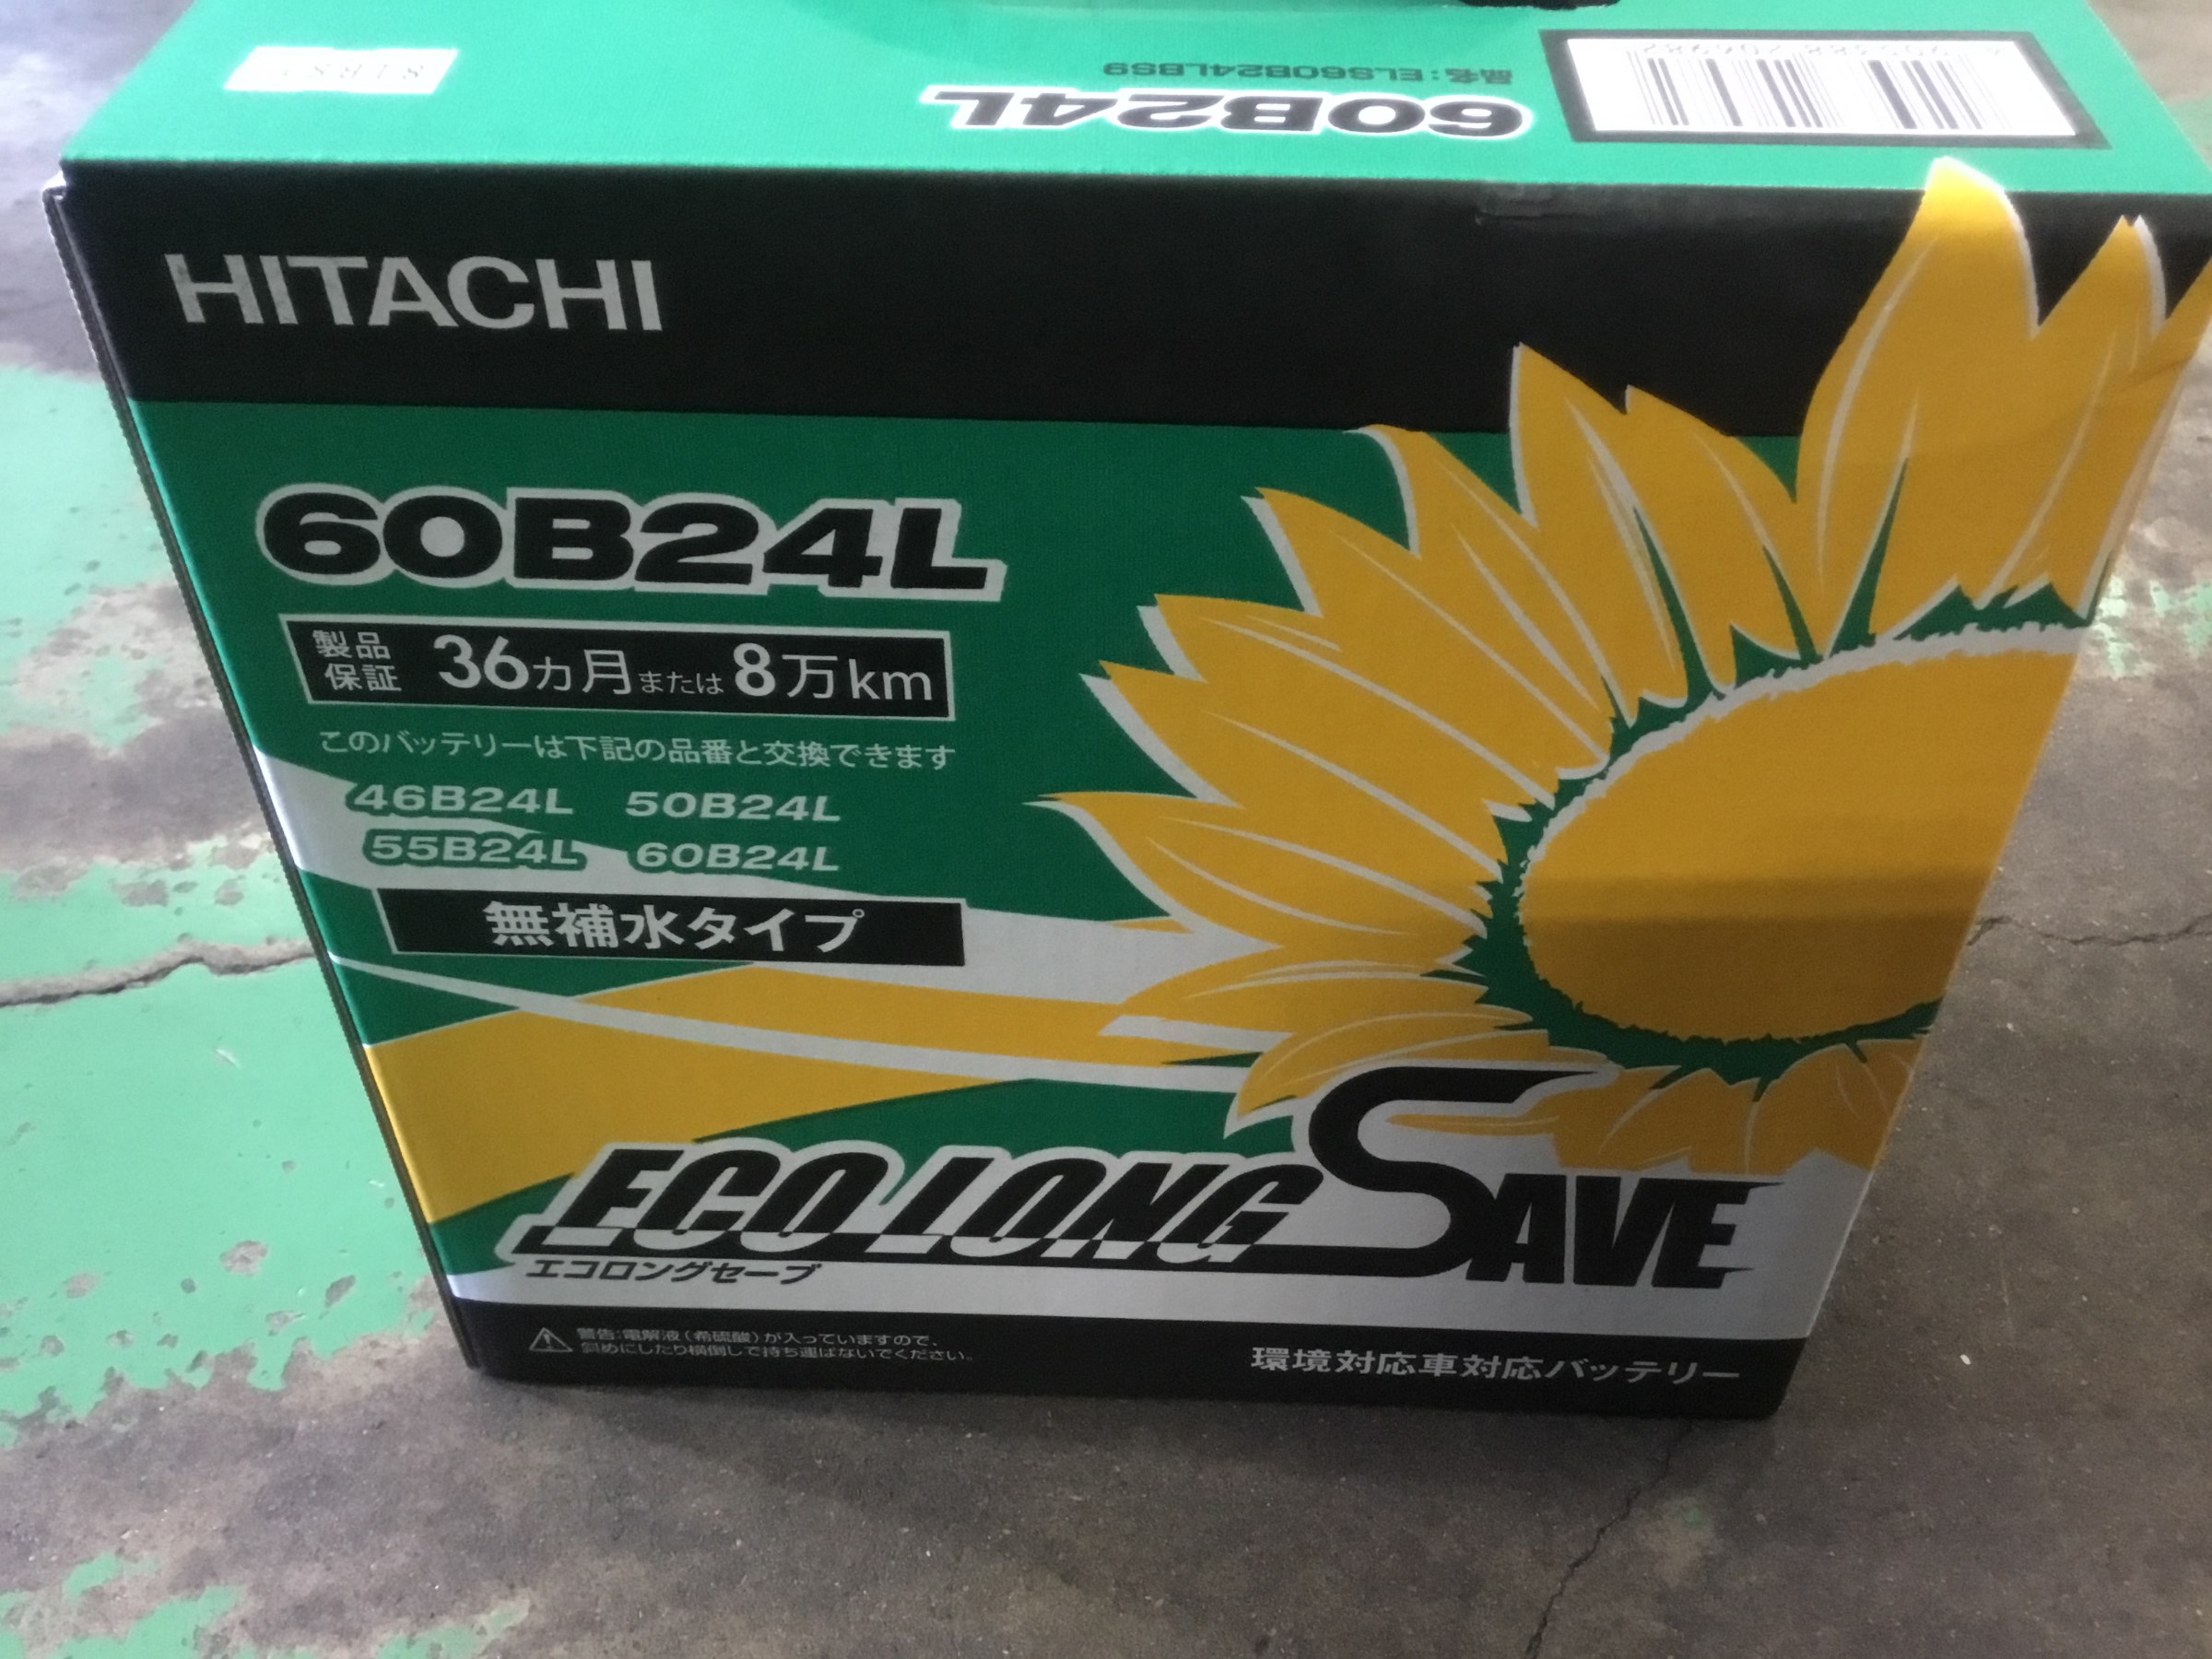 品名：ELS60B24LBS9
60B24L
HITACHI
60B24L
製品保証 36カ月または8万km
このバッテリーは下記の品番と交換できます
46B24L 50B24L
55B24L 60B24L
無補水タイプ
ECO LONG SAVE
エコロングセーブ
警告：電解液（希硫酸）が入っていますので、
斜めにしたり横倒しで持ち運ばないでください。
環境対応車対応バッテリー